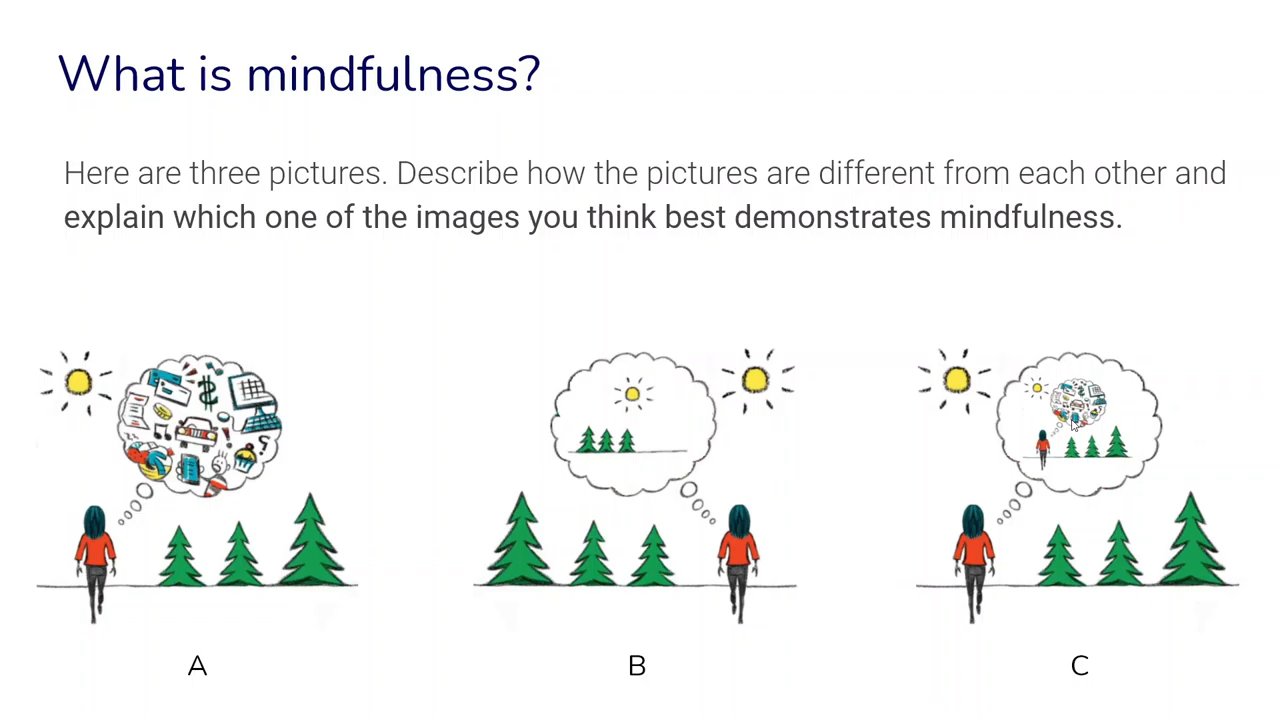 What is mindfulness?
Here are three pictures. Describe how the pictures are different from each other and
explain which one of the images you think best demonstrates mindfulness.
A
B
C